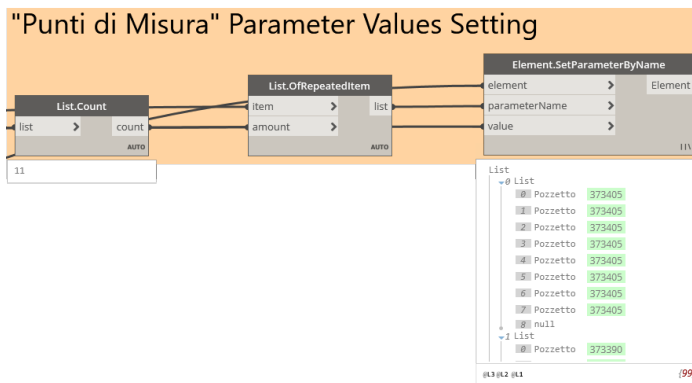 "Punti di Misura" Parameter Values Setting
Element.SetParameterByName
List.OfRepeatedItem
element > Element
List.Count
item > list
parameterName >
list > count
amount >
value >
AUTO
AUTO
11
List
0 List
0 Pozzetto 373405
1 Pozzetto 373405
2 Pozzetto 373405
3 Pozzetto 373405
4 Pozzetto 373405
5 Pozzetto 373405
6 Pozzetto 373405
7 Pozzetto 373405
8 null
1 List
0 Pozzetto 373390
@L3 @L2 @L1
{99